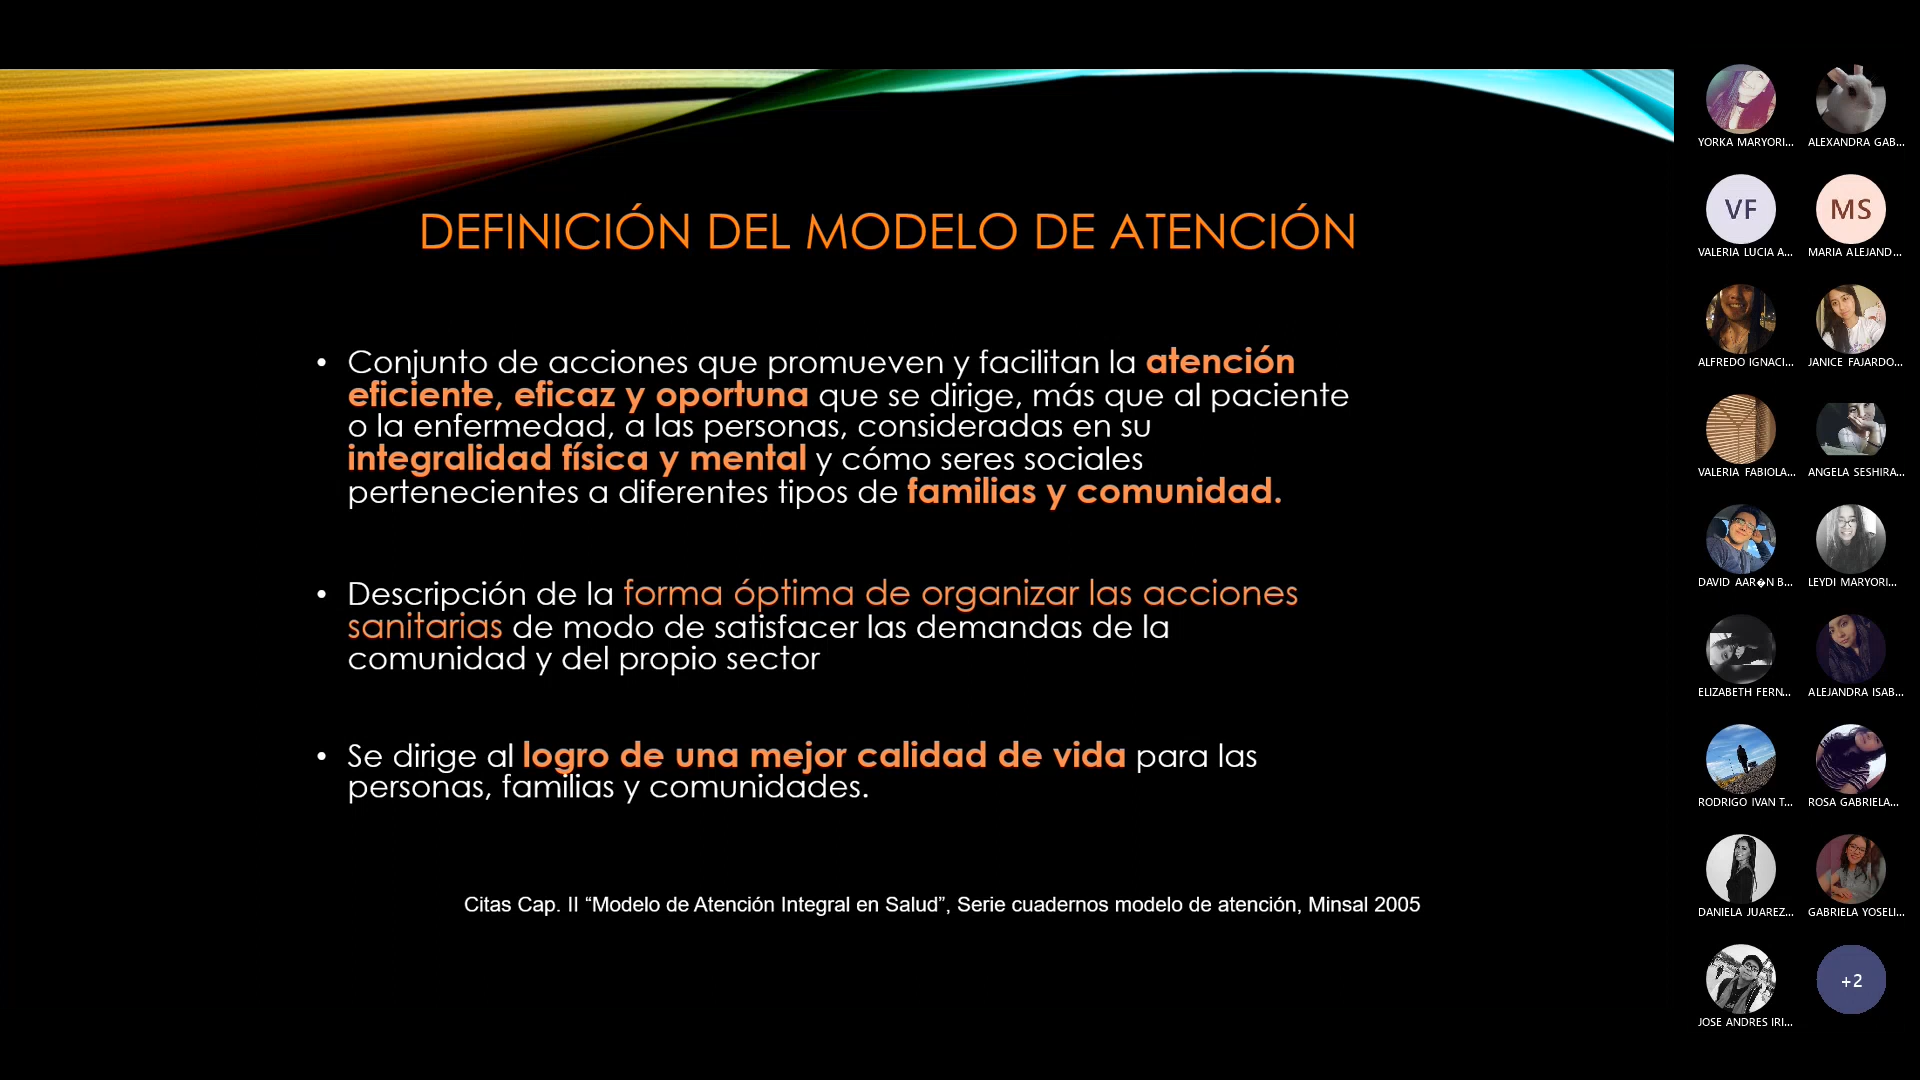 DEFINICIÓN DEL MODELO DE ATENCIÓN
• Conjunto de acciones que promueven y facilitan la atención
eficiente, eficaz y oportuna que se dirige, más que al paciente
o la enfermedad, a las personas, consideradas en su
integralidad física y mental y cómo seres sociales
pertenecientes a diferentes tipos de familias y comunidad.
• Descripción de la forma óptima de organizar las acciones
sanitarias de modo de satisfacer las demandas de la
comunidad y del propio sector
• Se dirige al logro de una mejor calidad de vida para las
personas, familias y comunidades.
Citas Cap. II “Modelo de Atención Integral en Salud”, Serie cuadernos modelo de atención, Minsal 2005
YORKA MARYORI...
ALEXANDRA GAB...
VF
MS
VALERIA LUCIA A...
MARIA ALEJAND...
ALFREDO IGNACI...
JANICE FAJARDO...
VALERIA FABIOLA...
ANGELA SESHIRA...
DAVID AAR�N B...
LEYDI MARYORI...
ELIZABETH FERN...
ALEJANDRA ISAB...
RODRIGO IVAN T...
ROSA GABRIELA...
DANIELA JUAREZ...
GABRIELA YOSELI...
+2
JOSE ANDRES IRI...